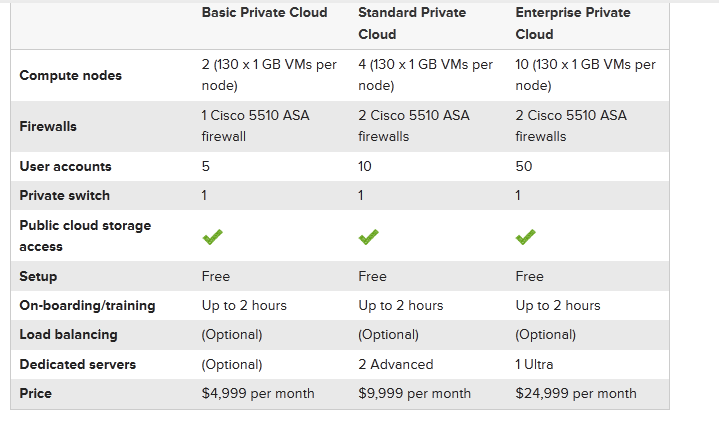 Basic Private Cloud Standard Private Enterprise Private
Cloud Cloud
Compute nodes 2 (130 x 1 GB VMs per 4 (130 x 1 GB VMs per 10 (130 x 1 GB VMs per
node) node) node)
Firewalls 1 Cisco 5510 ASA 2 Cisco 5510 ASA 2 Cisco 5510 ASA
firewall firewalls firewalls
User accounts 5 10 50
Private switch 1 1 1
Public cloud storage
access
Setup Free Free Free
On-boarding/training Up to 2 hours Up to 2 hours Up to 2 hours
Load balancing (Optional) (Optional) (Optional)
Dedicated servers (Optional) 2 Advanced 1 Ultra
Price $4,999 per month $9,999 per month $24,999 per month